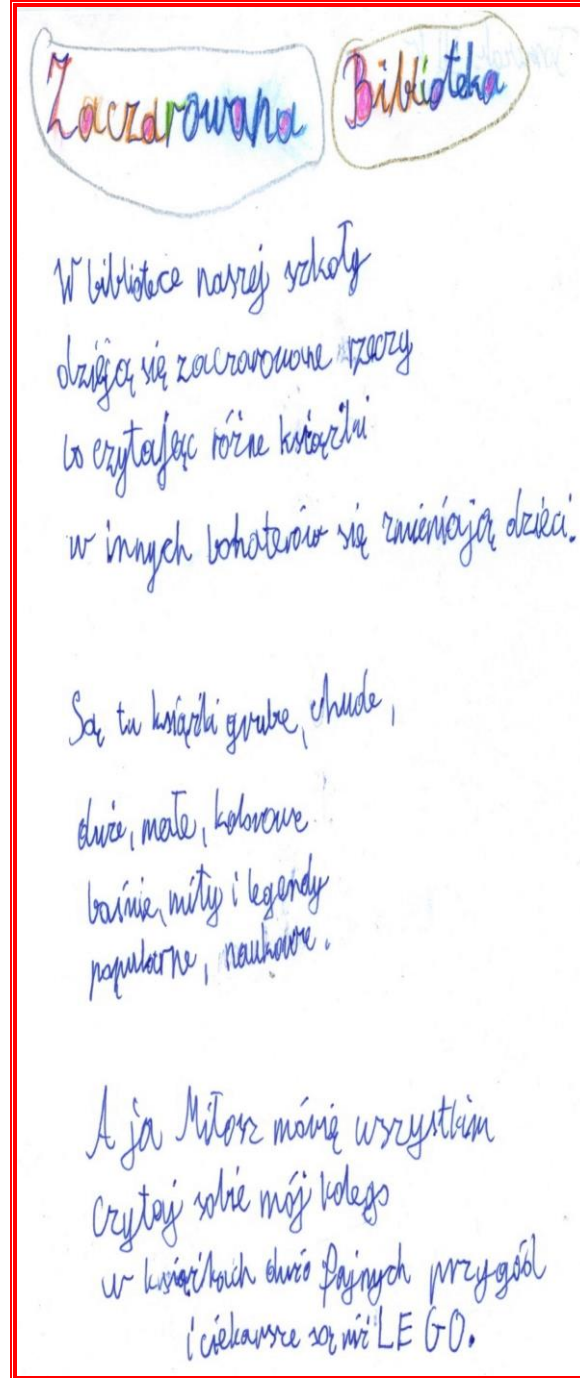 Zaczarowana Biblioteka
W bibliotece naszej szkoły
dzieją się zaczarowane rzeczy
bo czytając różne książki
w innych bohaterów się zmieniają dzieci.
Są tu książki grube, chude,
duże, małe, kolorowe
baśnie, mity i legendy
popularne, naukowe.
A ja Miłosz mówię wszystkim
Czytaj sobie mój kolego
w książkach dużo fajnych przygód
i ciekawsze są niż LEGO.